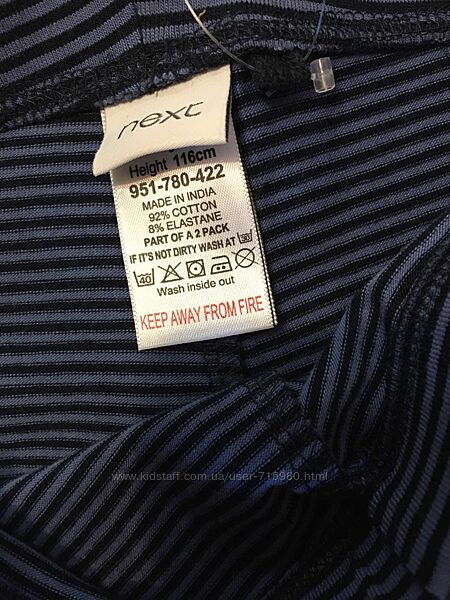 next
Height 116cm
951-780-422
MADE IN INDIA
92% COTTON
8% ELASTANE
PART OF A 2 PACK
IF IT'S NOT DIRTY WASH AT 30
40
Wash inside out
KEEP AWAY FROM FIRE
www.kidstaff.com.ua/user-715980.html